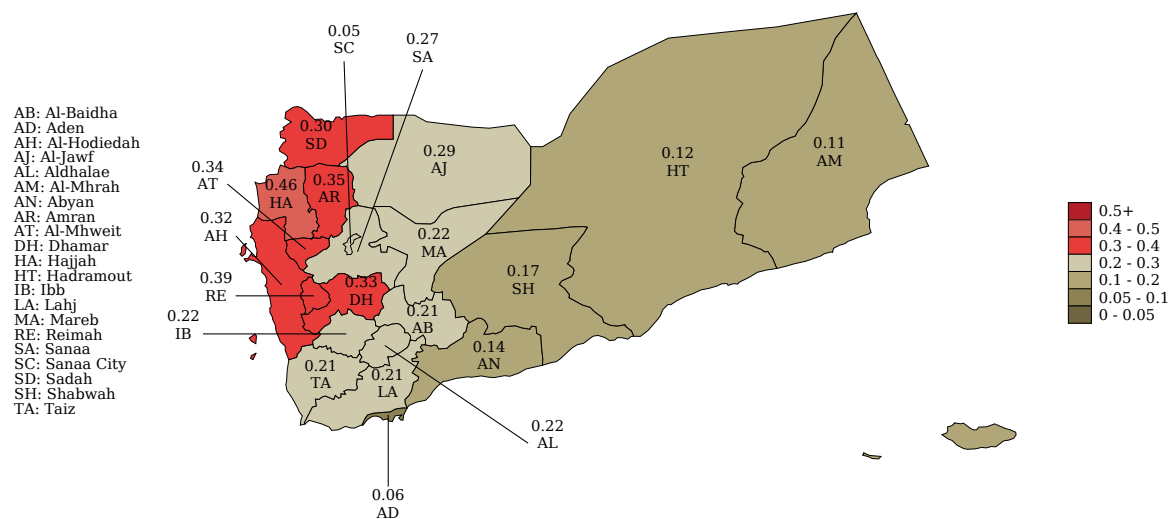 AB: Al-Baidha
AD: Aden
AH: Al-Hodiedah
AJ: Al-Jawf
AL: Aldhalae
AM: Al-Mhrah
AN: Abyan
AR: Amran
AT: Al-Mhweit
DH: Dhamar
HA: Hajjah
HT: Hadramout
IB: Ibb
LA: Lahj
MA: Mareb
RE: Reimah
SA: Sanaa
SC: Sanaa City
SD: Sadah
SH: Shabwah
TA: Taiz
0.05
SC
0.27
SA
0.30
SD
0.29
AJ
0.12
HT
0.11
AM
0.34
AT
0.46
HA
0.35
AR
0.32
AH
0.22
MA
0.39
RE
0.33
DH
0.17
SH
0.22
IB
0.21
AB
0.14
AN
0.21
TA
0.21
LA
0.22
AL
0.06
AD
0.5+
0.4 - 0.5
0.3 - 0.4
0.2 - 0.3
0.1 - 0.2
0.05 - 0.1
0 - 0.05